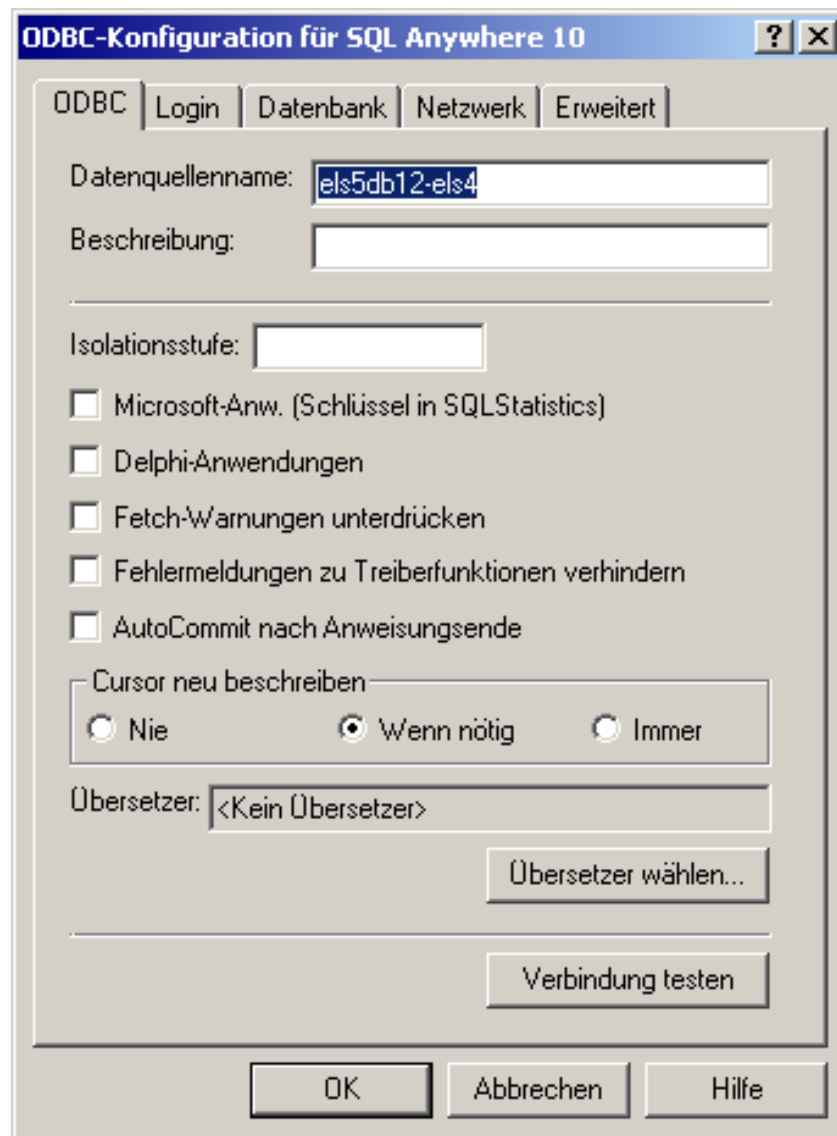 ODBC-Konfiguration für SQL Anywhere 10
ODBC Login Datenbank Netzwerk Erweitert
Datenquellenname: els5db12-els4
Beschreibung:
Isolationsstufe:
Microsoft-Anw. (Schlüssel in SQLStatistics)
Delphi-Anwendungen
Fetch-Warnungen unterdrücken
Fehlermeldungen zu Treiberfunktionen verhindern
AutoCommit nach Anweisungsende
Cursor neu beschreiben
Nie Wenn nötig Immer
Übersetzer: <Kein Übersetzer>
Übersetzer wählen...
Verbindung testen
OK Abbrechen Hilfe